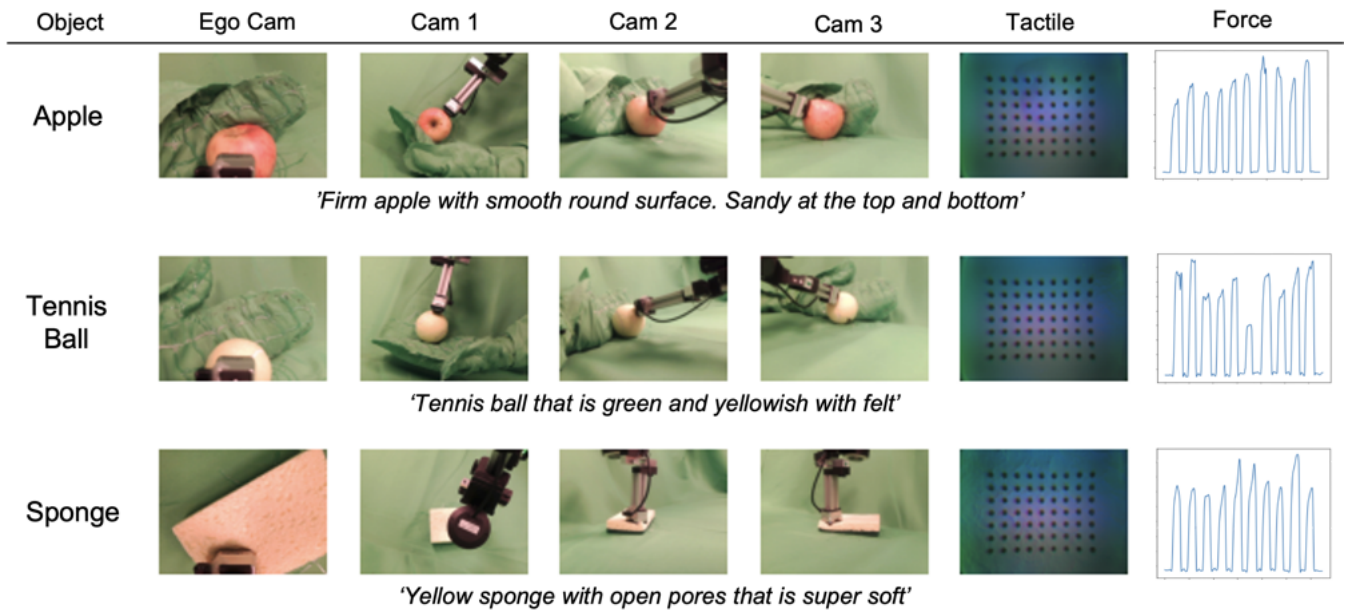 Object Ego Cam Cam 1 Cam 2 Cam 3 Tactile Force
Apple
'Firm apple with smooth round surface. Sandy at the top and bottom'
Tennis
Ball
'Tennis ball that is green and yellowish with felt'
Sponge
'Yellow sponge with open pores that is super soft'